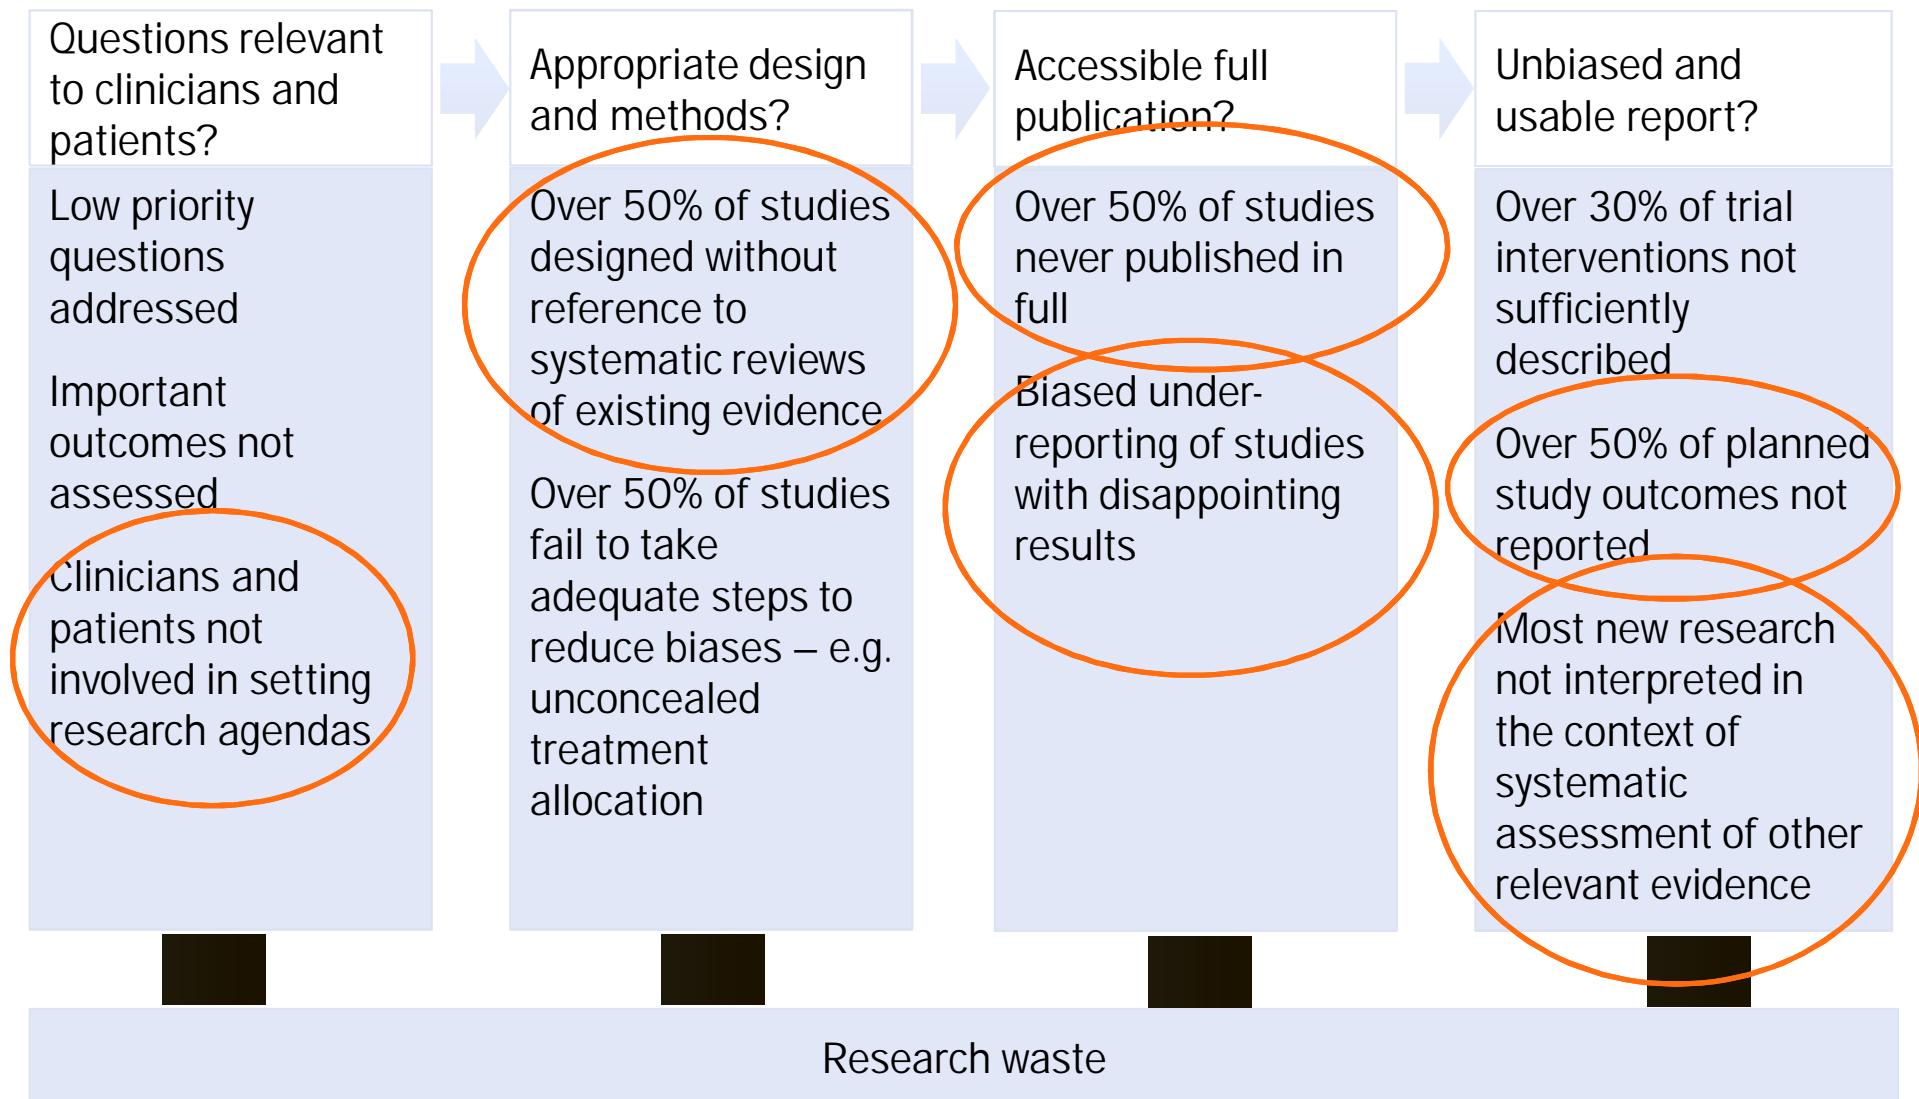 Questions relevant
to clinicians and
patients?
Low priority
questions
addressed
Important
outcomes not
assessed
Clinicians and
patients not
involved in setting
research agendas
Appropriate design
and methods?
Over 50% of studies
designed without
reference to
systematic reviews
of existing evidence
Over 50% of studies
fail to take
adequate steps to
reduce biases – e.g.
unconcealed
treatment
allocation
Accessible full
publication?
Over 50% of studies
never published in
full
Biased under-
reporting of studies
with disappointing
results
Unbiased and
usable report?
Over 30% of trial
interventions not
sufficiently
described
Over 50% of planned
study outcomes not
reported
Most new research
not interpreted in
the context of
systematic
assessment of other
relevant evidence
Research waste